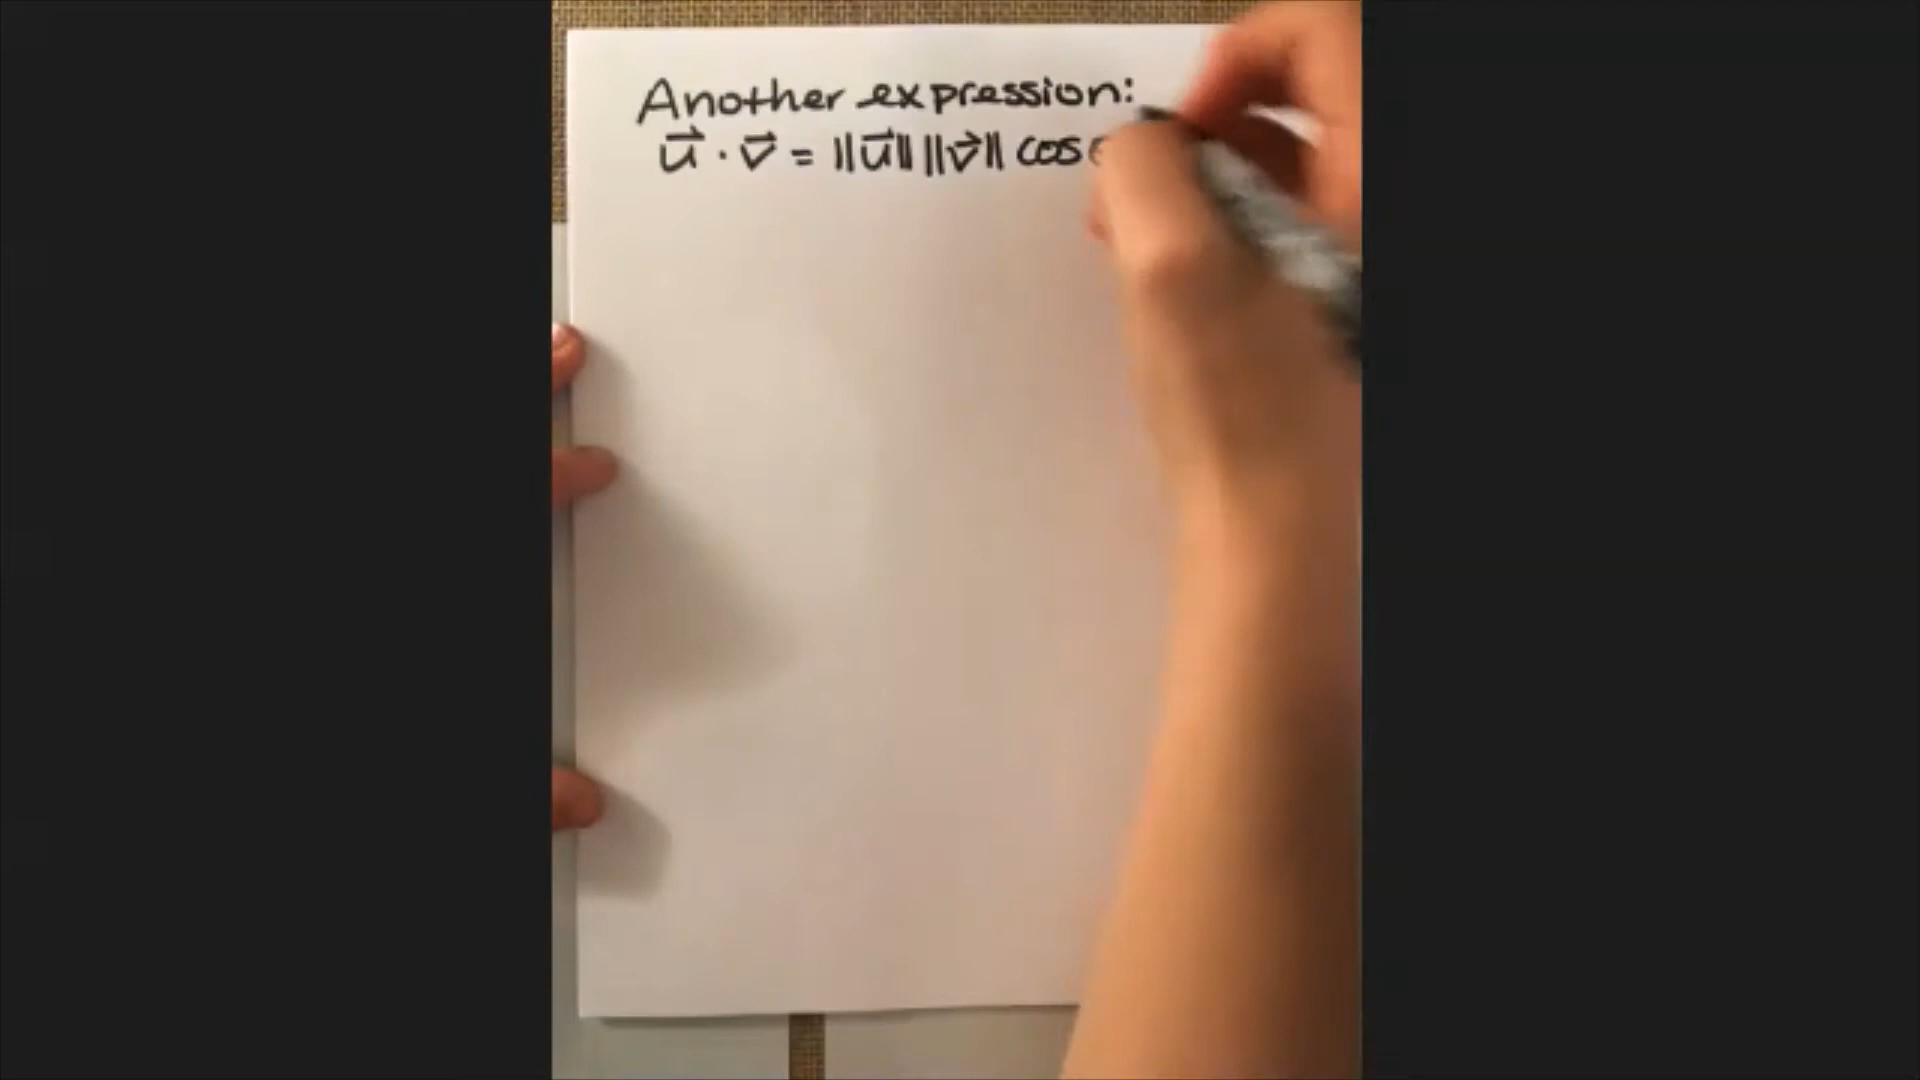 Another expression:
u⃗ · v⃗ = ||u⃗|| ||v⃗|| cos